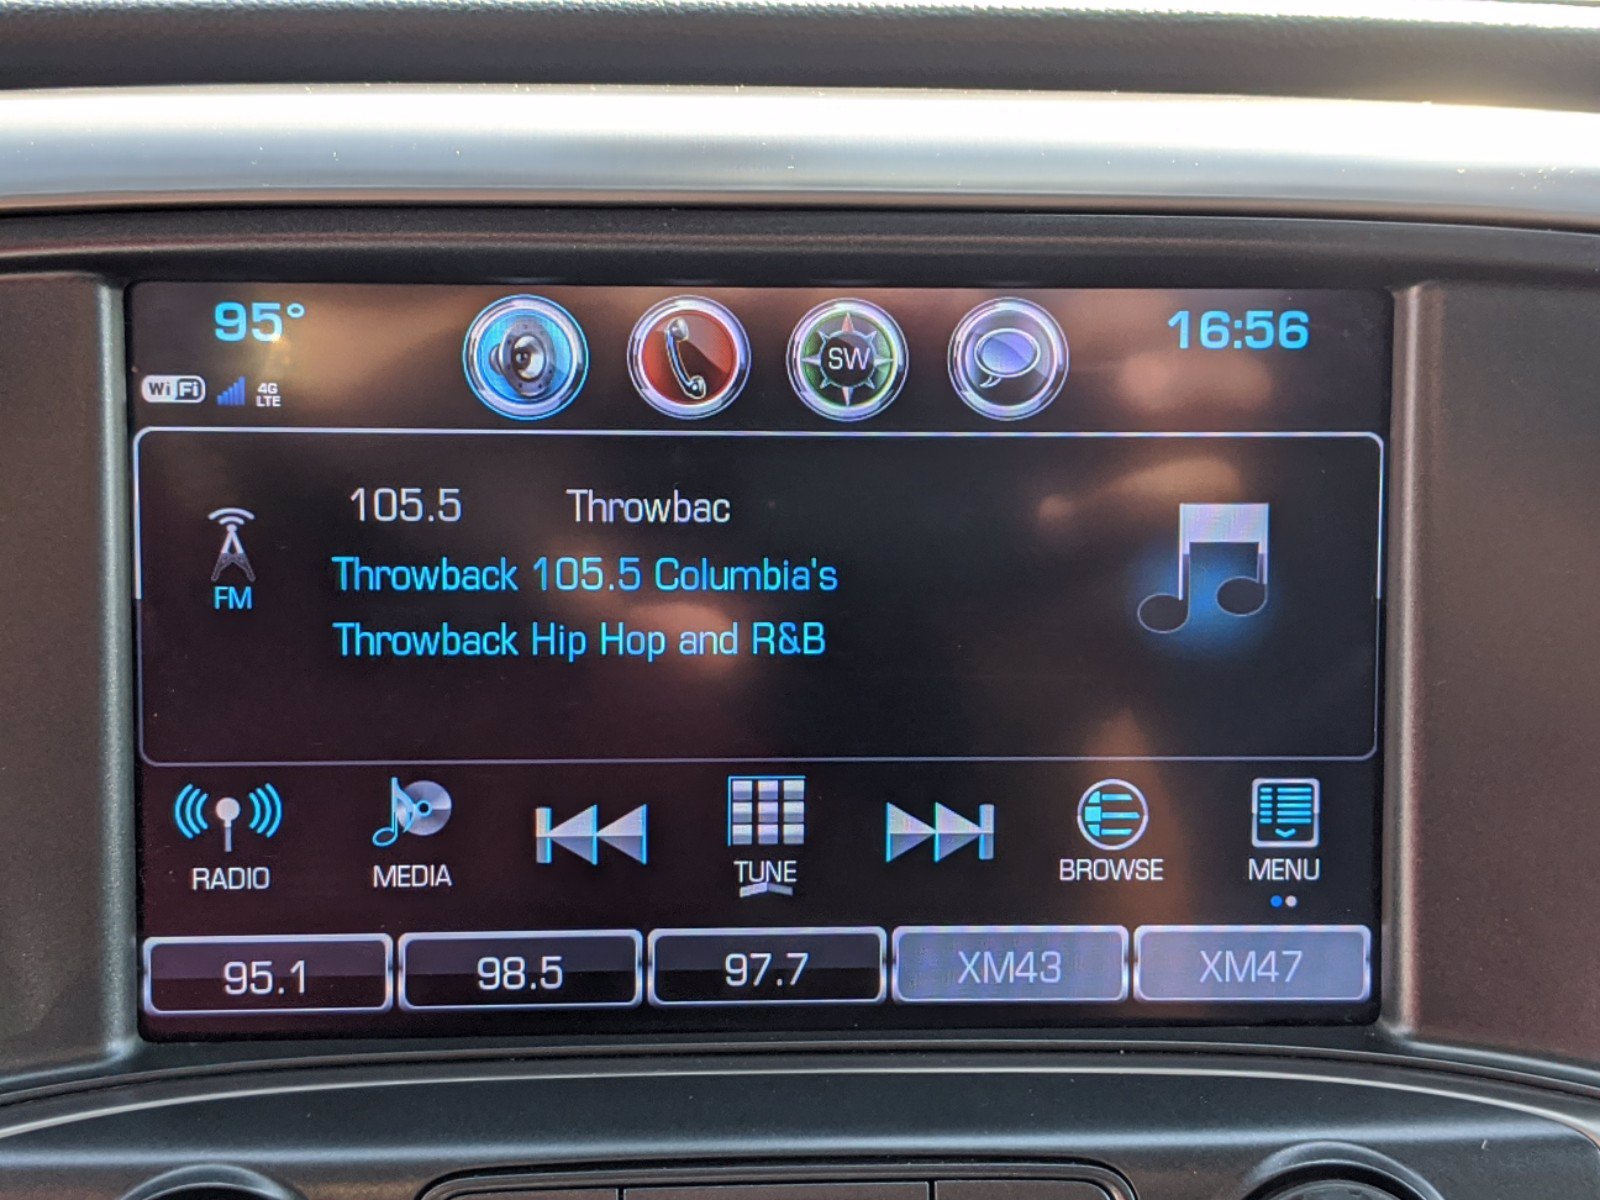 95°
SW
16:56
WiFi
4G
LTE
105.5 Throwbac
Throwback 105.5 Columbia's
FM
Throwback Hip Hop and R&B
RADIO
MEDIA
TUNE
BROWSE
MENU
95.1
98.5
97.7
XM43
XM47